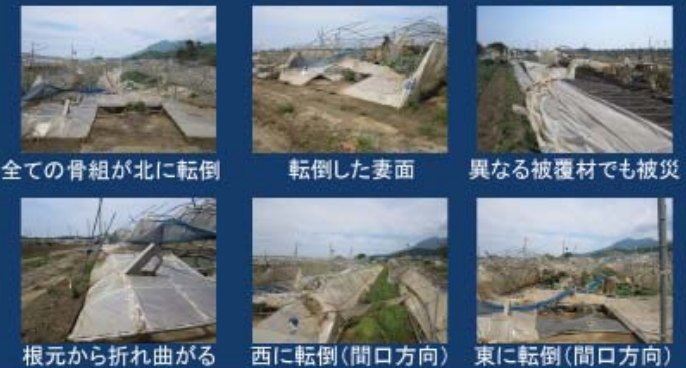 全ての骨組が北に転倒
転倒した妻面
異なる被覆材でも被災
根元から折れ曲がる
西に転倒(間口方向)
東に転倒(間口方向)